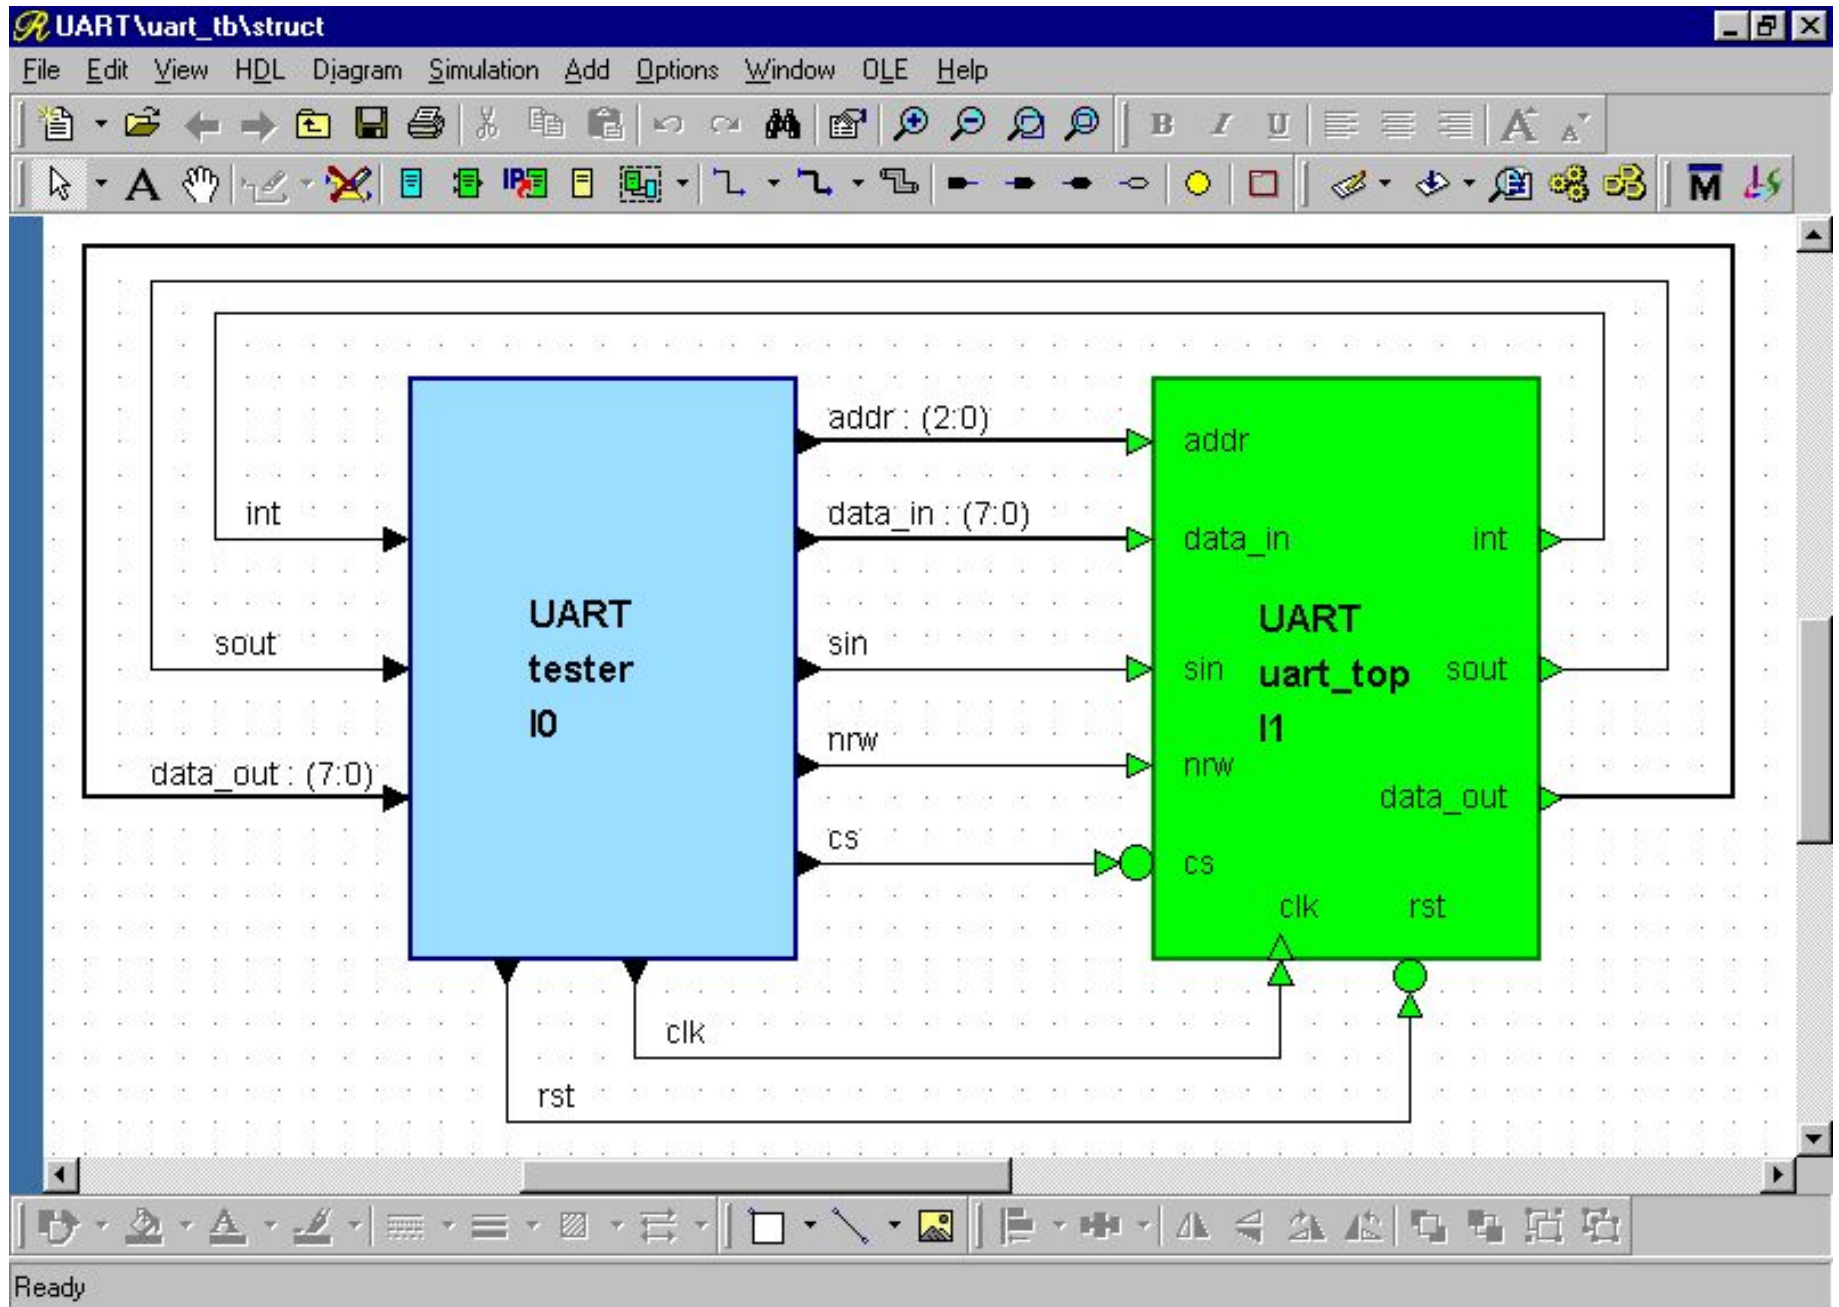 UART\uart_tb\struct
File Edit View HDL Diagram Simulation Add Options Window OLE Help
B I U A A
A IP M
addr : (2:0)
addr
int
data_in : (7:0)
data_in
int
UART
tester
I0
sout
sin
sin
UART
uart_top
I1
sout
nrw
nrw
data_out : (7:0)
data_out
cs
cs
clk
rst
clk
rst
A
Ready